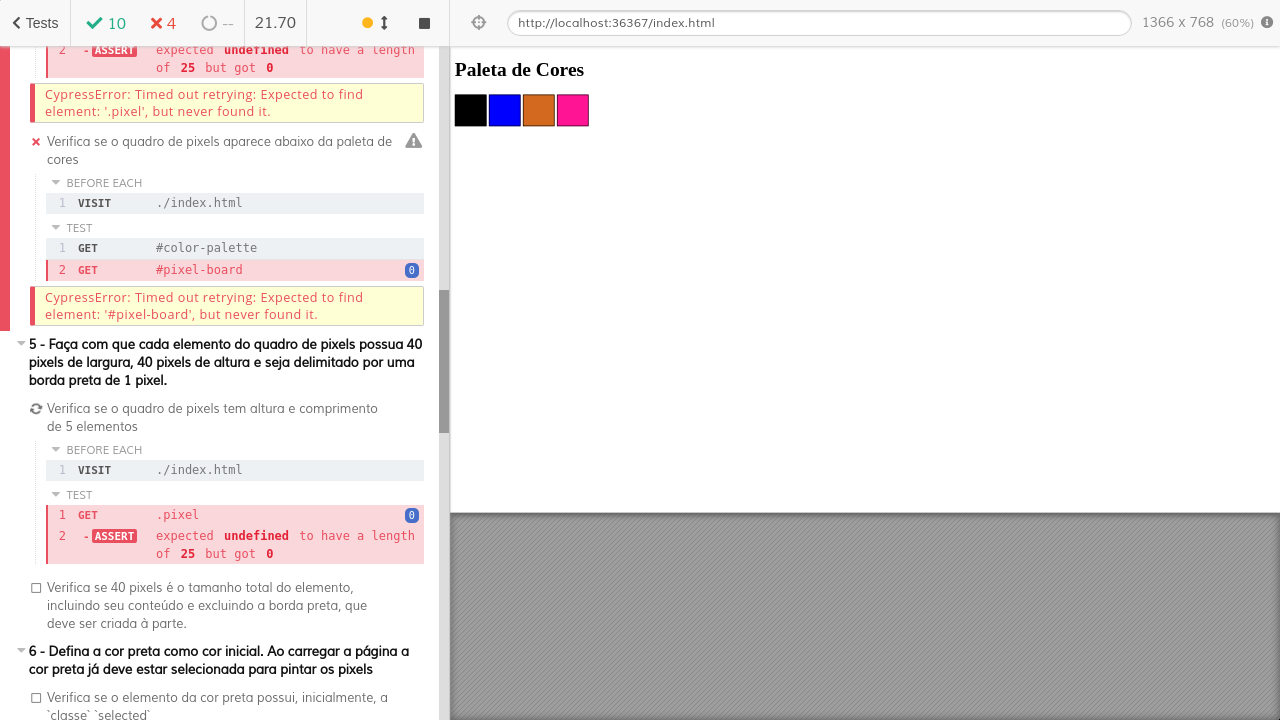 Tests 10 4 -- 21.70
http://localhost:36367/index.html 1366 x 768 (60%)
2 - ASSERT expected undefined to have a length
of 25 but got 0
CypressError: Timed out retrying: Expected to find
element: '.pixel', but never found it.
Verifica se o quadro de pixels aparece abaixo da paleta de
cores
BEFORE EACH
1 VISIT ./index.html
TEST
1 GET #color-palette
2 GET #pixel-board 0
CypressError: Timed out retrying: Expected to find
element: '#pixel-board', but never found it.
5 - Faça com que cada elemento do quadro de pixels possua 40
pixels de largura, 40 pixels de altura e seja delimitado por uma
borda preta de 1 pixel.
Verifica se o quadro de pixels tem altura e comprimento
de 5 elementos
BEFORE EACH
1 VISIT ./index.html
TEST
1 GET .pixel 0
2 - ASSERT expected undefined to have a length
of 25 but got 0
Verifica se 40 pixels é o tamanho total do elemento,
incluindo seu conteúdo e excluindo a borda preta, que
deve ser criada à parte.
6 - Defina a cor preta como cor inicial. Ao carregar a página a
cor preta já deve estar selecionada para pintar os pixels
Verifica se o elemento da cor preta possui, inicialmente, a
`classe` `selected`
Paleta de Cores